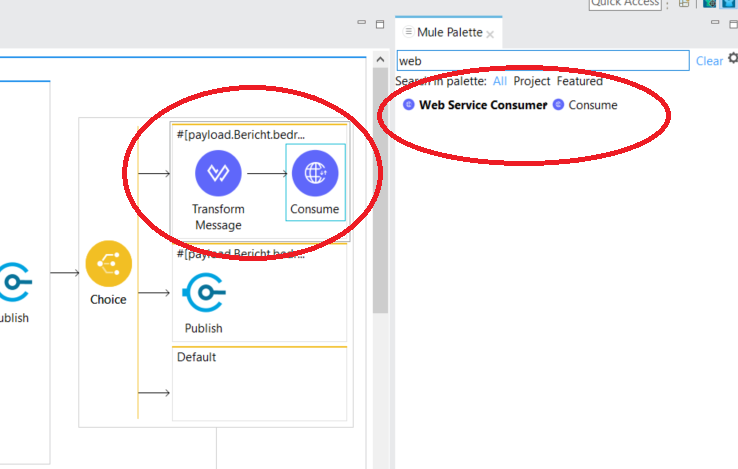 Quick Access
Mule Palette
web
Clear
Search in palette: All Project Featured
Web Service Consumer Consume
#[payload.Bericht.bedr...
Transform
Message
Consume
#[payload.Bericht.bedr...
Choice
ublish
Publish
Default